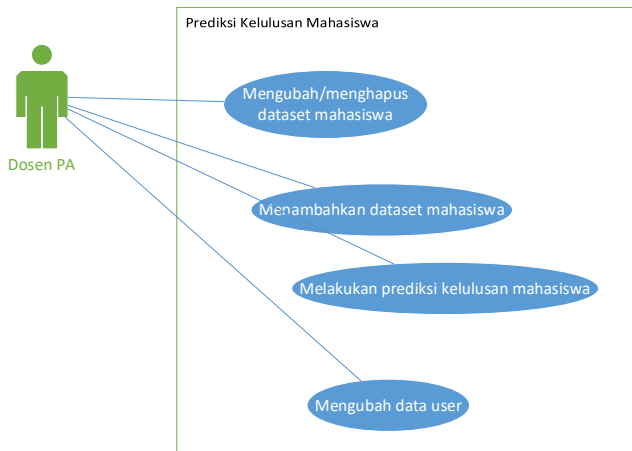 Prediksi Kelulusan Mahasiswa
Mengubah/menghapus
dataset mahasiswa
Dosen PA
Menambahkan dataset mahasiswa
Melakukan prediksi kelulusan mahasiswa
Mengubah data user